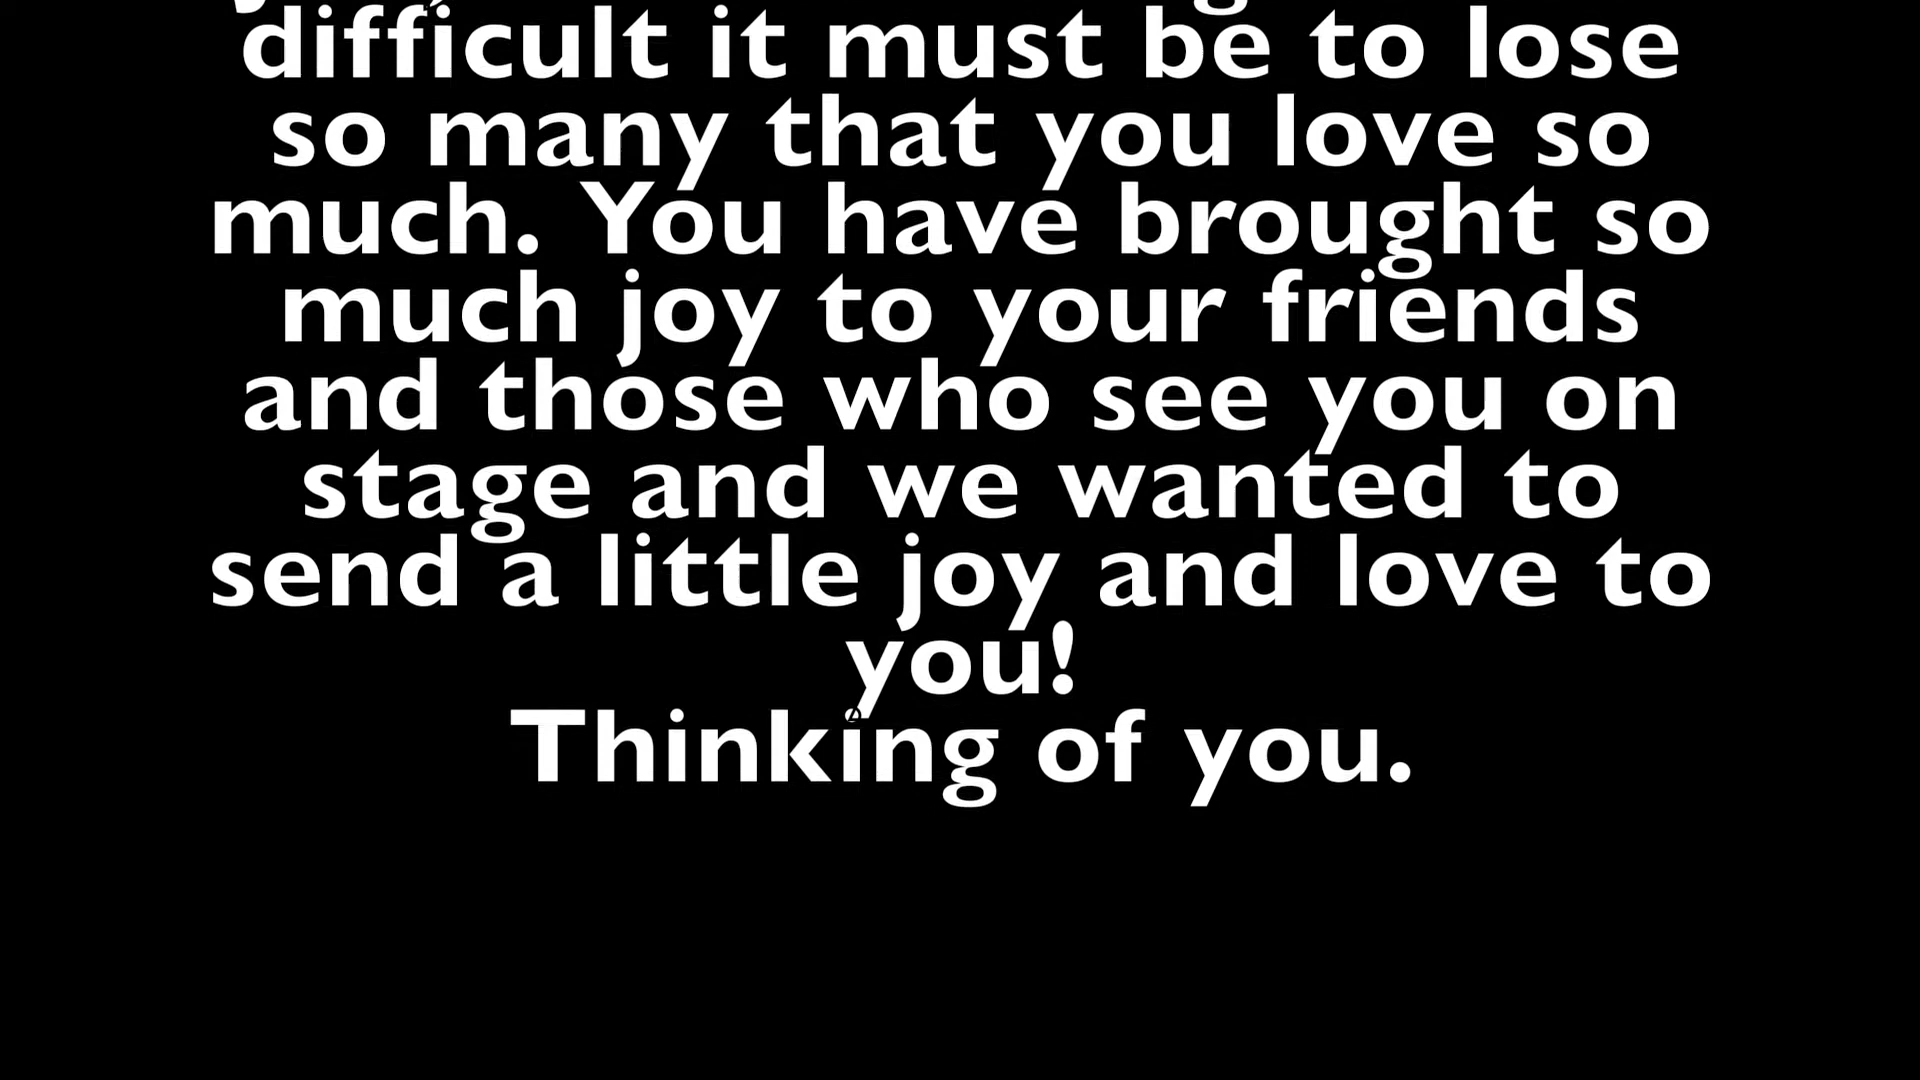 difficult it must be to lose
so many that you love so
much. You have brought so
much joy to your friends
and those who see you on
stage and we wanted to
send a little joy and love to
you!
Thinking of you.